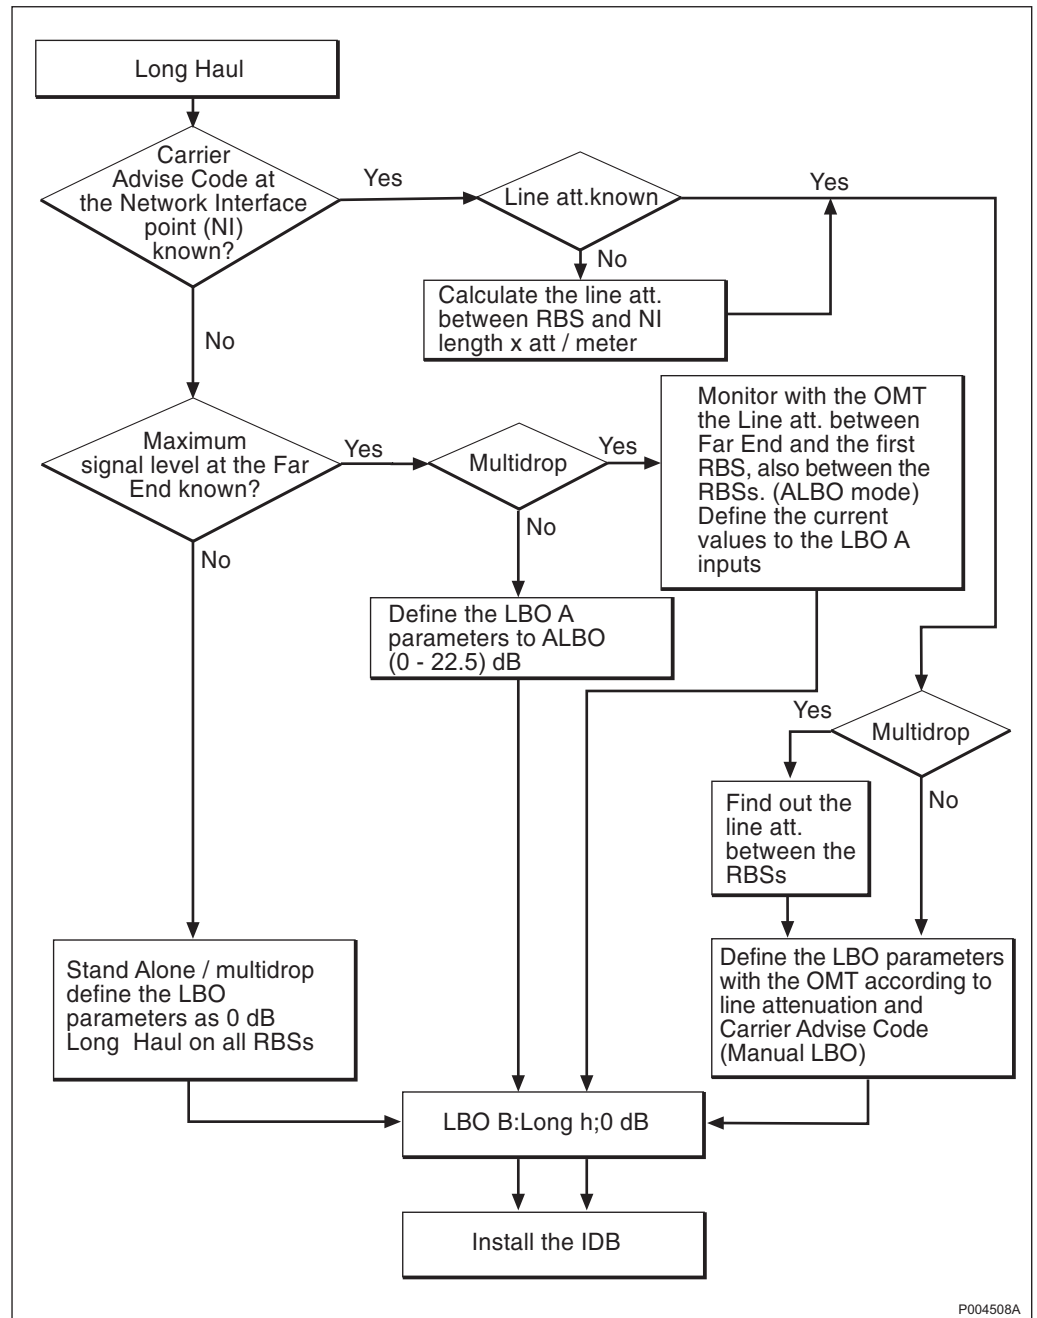 Long Haul
Carrier
Advise Code at
the Network Interface
point (NI)
known?
Yes
Line att.known
Yes
No
Calculate the line att.
between RBS and NI
length x att / meter
No
Maximum
signal level at the Far
End known?
Yes
Multidrop
Yes
Monitor with the OMT
the Line att. between
Far End and the first
RBS, also between the
RBSs. (ALBO mode)
Define the current
values to the LBO A
inputs
No
No
Define the LBO A
parameters to ALBO
(0 - 22.5) dB
Yes
Multidrop
No
Find out the
line att.
between the
RBSs
Stand Alone / multidrop
define the LBO
parameters as 0 dB
Long Haul on all RBSs
Define the LBO parameters
with the OMT according to
line attenuation and
Carrier Advise Code
(Manual LBO)
LBO B:Long h;0 dB
Install the IDB
P004508A